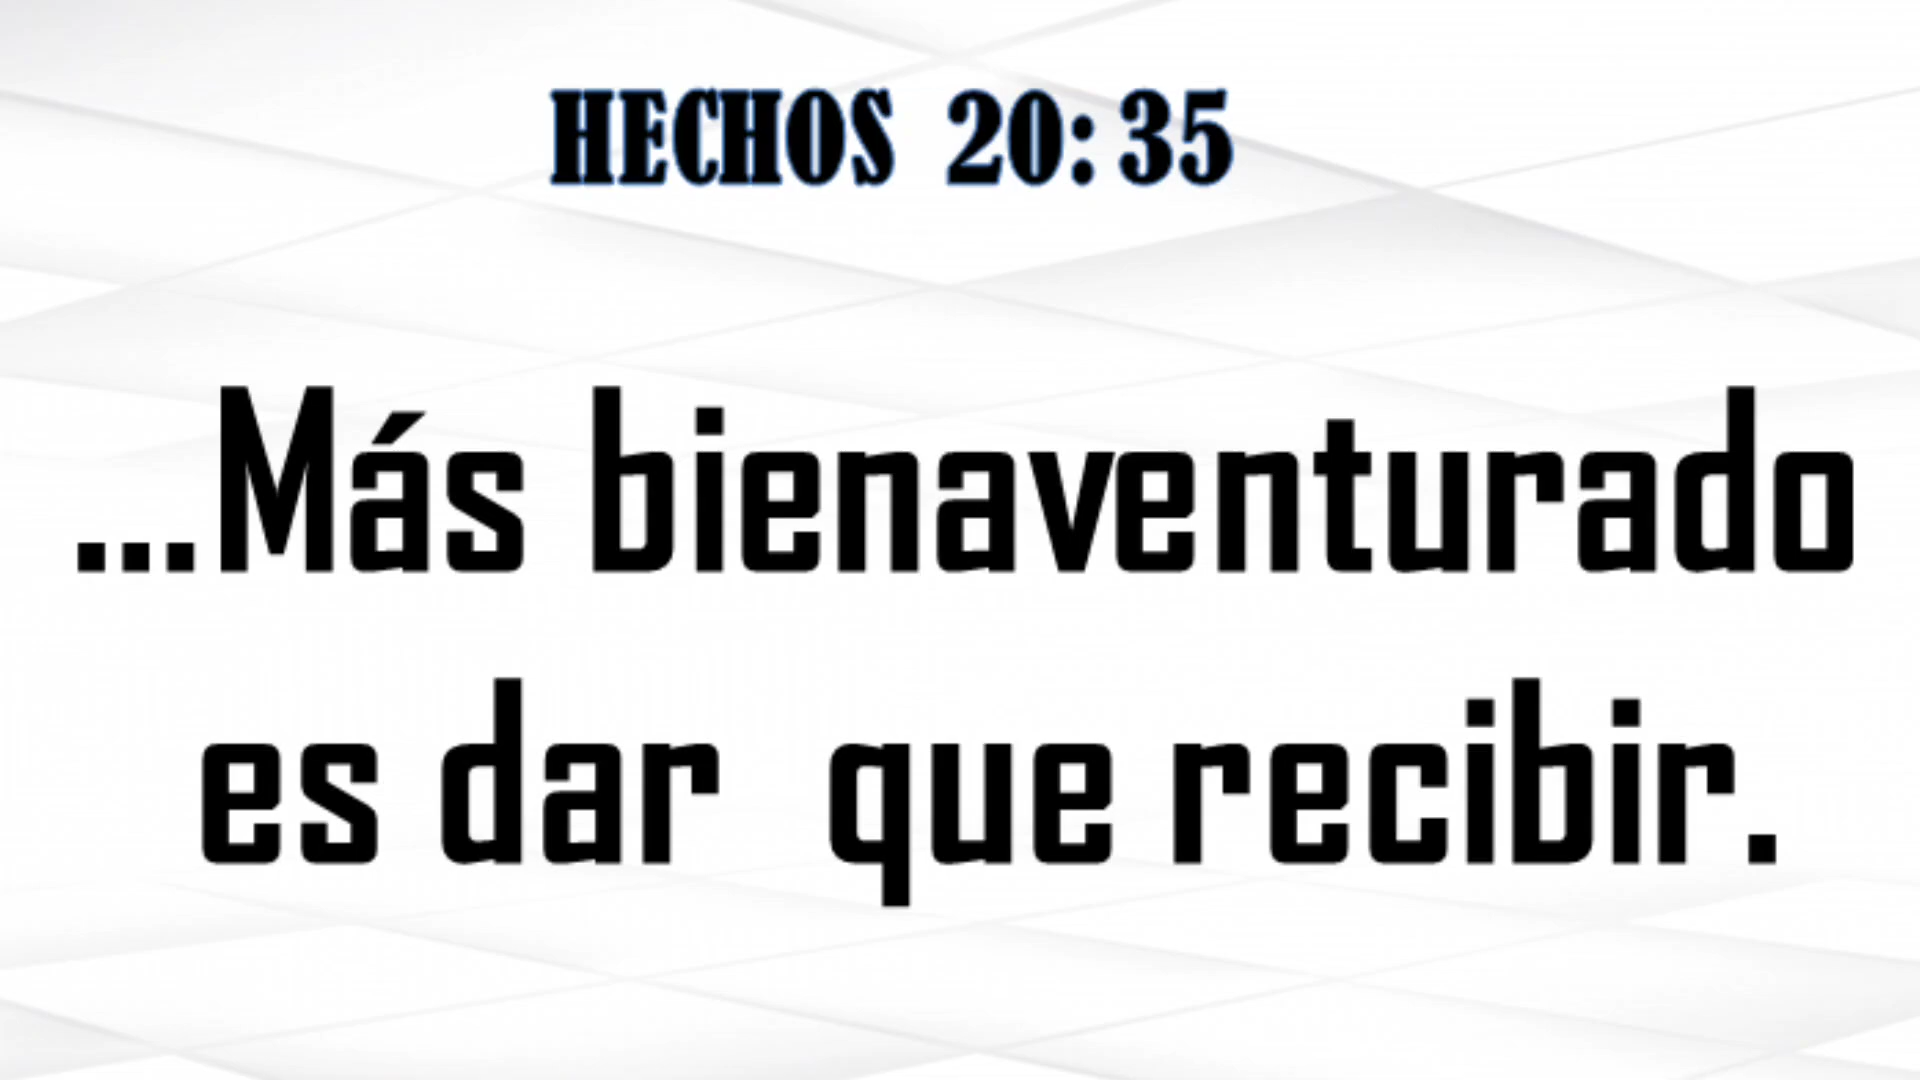 HECHOS 20:35
...Más bienaventurado
es dar que recibir.